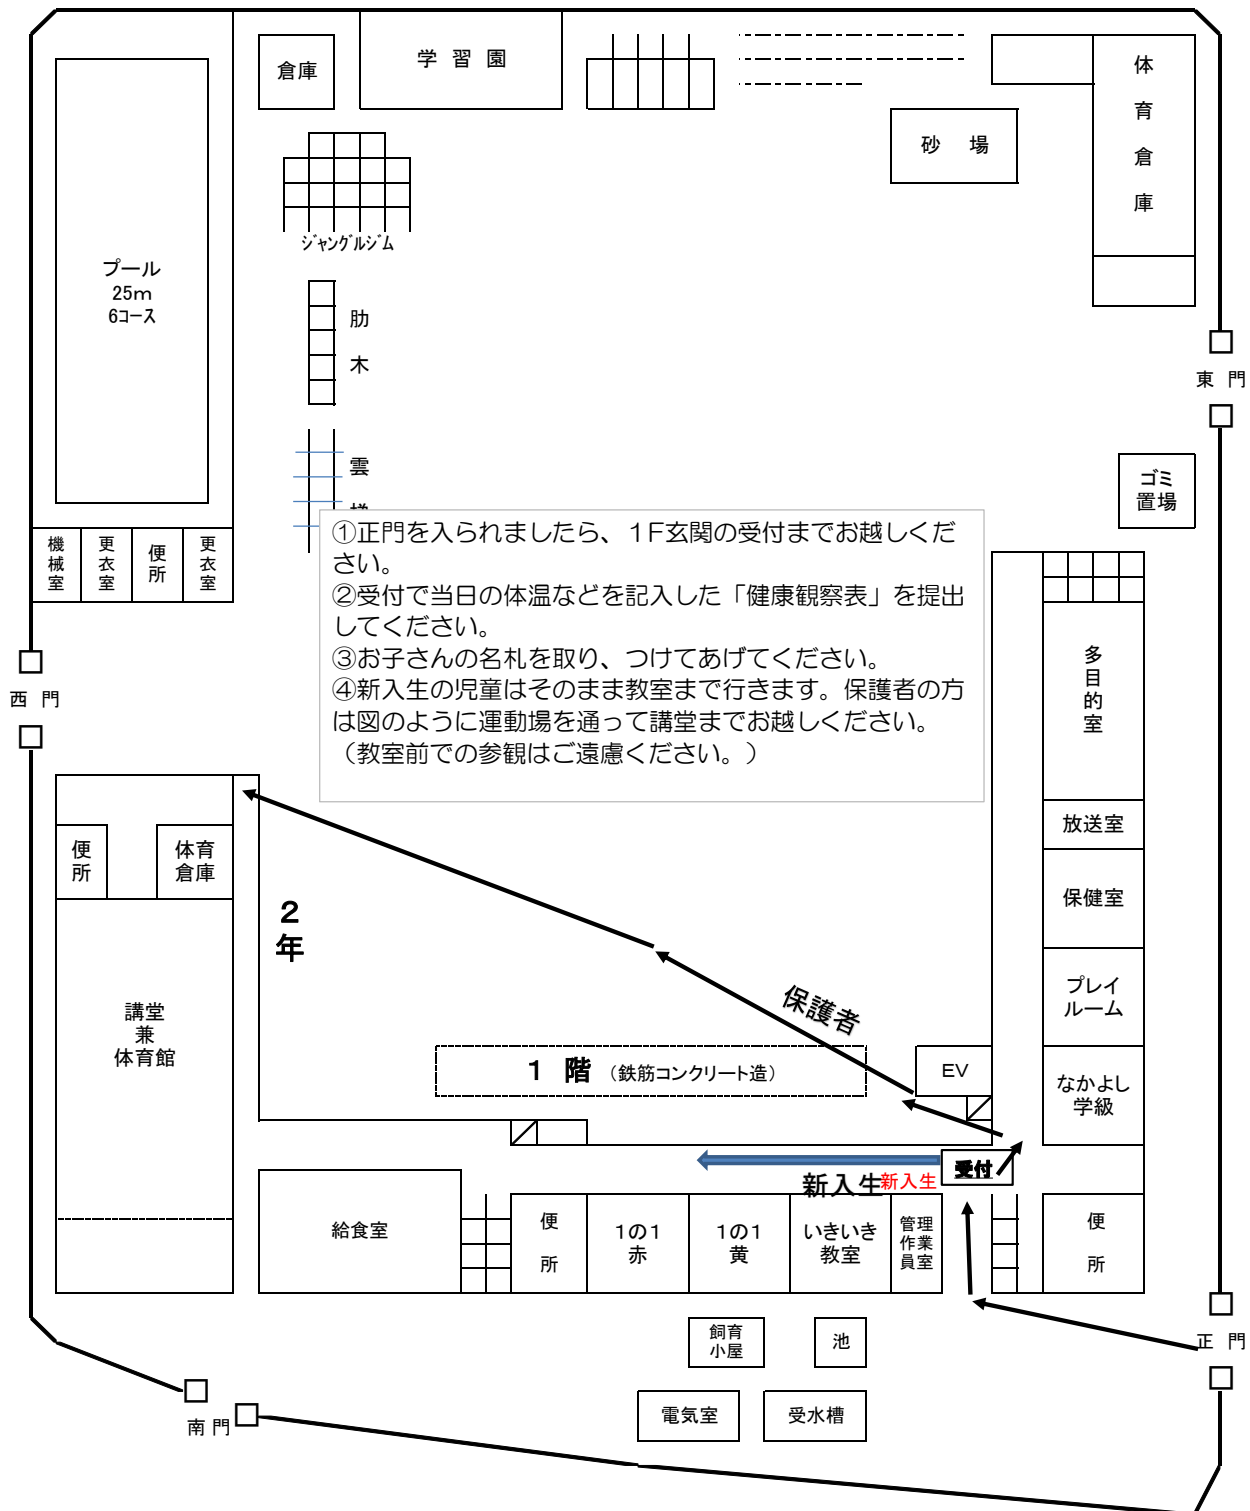 倉庫
学 習 園
体育倉庫
砂 場
ジャングルジム
プール
25m
6コース
肋木
東 門
雲
ゴミ
置場
機械室
更衣室
便所
更衣室
①正門を入られましたら、1F玄関の受付までお越しくだ
さい。
②受付で当日の体温などを記入した「健康観察表」を提出
してください。
③お子さんの名札を取り、つけてあげてください。
④新入生の児童はそのまま教室まで行きます。保護者の方
は図のように運動場を通って講堂までお越しください。
（教室前での参観はご遠慮ください。）
多目的室
西 門
放送室
便所
体育
倉庫
保健室
2
年
プレイ
ルーム
保護者
講堂
兼
体育館
1 階 （鉄筋コンクリート造）
EV
なかよし
学級
受付
新入生
新入生
給食室
便所
1の1
赤
1の1
黄
いきいき
教室
管理
作業
員室
便所
飼育
小屋
池
正 門
電気室
受水槽
南 門